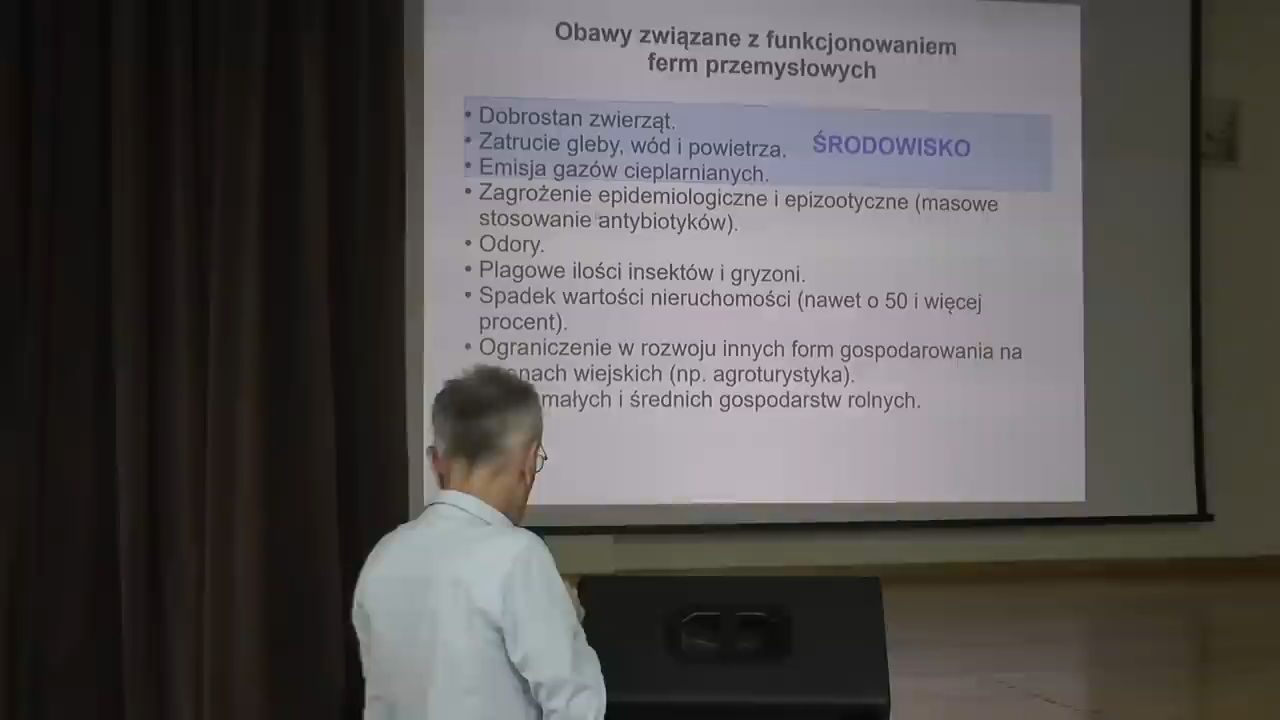 Obawy związane z funkcjonowaniem
ferm przemysłowych
• Dobrostan zwierząt.
• Zatrucie gleby, wód i powietrza.
ŚRODOWISKO
• Emisja gazów cieplarnianych.
• Zagrożenie epidemiologiczne i epizootyczne (masowe
stosowanie antybiotyków).
• Odory.
• Plagowe ilości insektów i gryzoni.
• Spadek wartości nieruchomości (nawet o 50 i więcej
procent).
• Ograniczenie w rozwoju innych form gospodarowania na
wiejskich (np. agroturystyka).
małych i średnich gospodarstw rolnych.